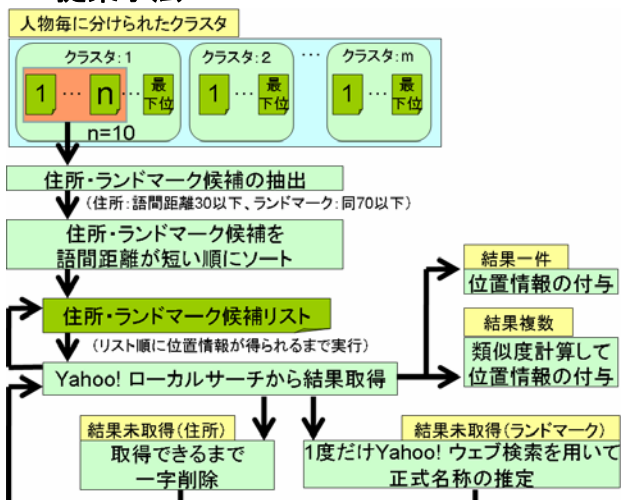 人物毎に分けられたクラスタ
クラスタ:1
クラスタ:2
…
クラスタ:m
1 … n … 最下位
1 … 最下位
1 … 最下位
n=10
住所・ランドマーク候補の抽出
(住所:語間距離30以下、ランドマーク:同70以下)
住所・ランドマーク候補を
語間距離が短い順にソート
住所・ランドマーク候補リスト
(リスト順に位置情報が得られるまで実行)
Yahoo! ローカルサーチから結果取得
結果一件
位置情報の付与
結果複数
類似度計算して
位置情報の付与
結果未取得(住所)
取得できるまで
一字削除
結果未取得(ランドマーク)
1度だけYahoo! ウェブ検索を用いて
正式名称の推定